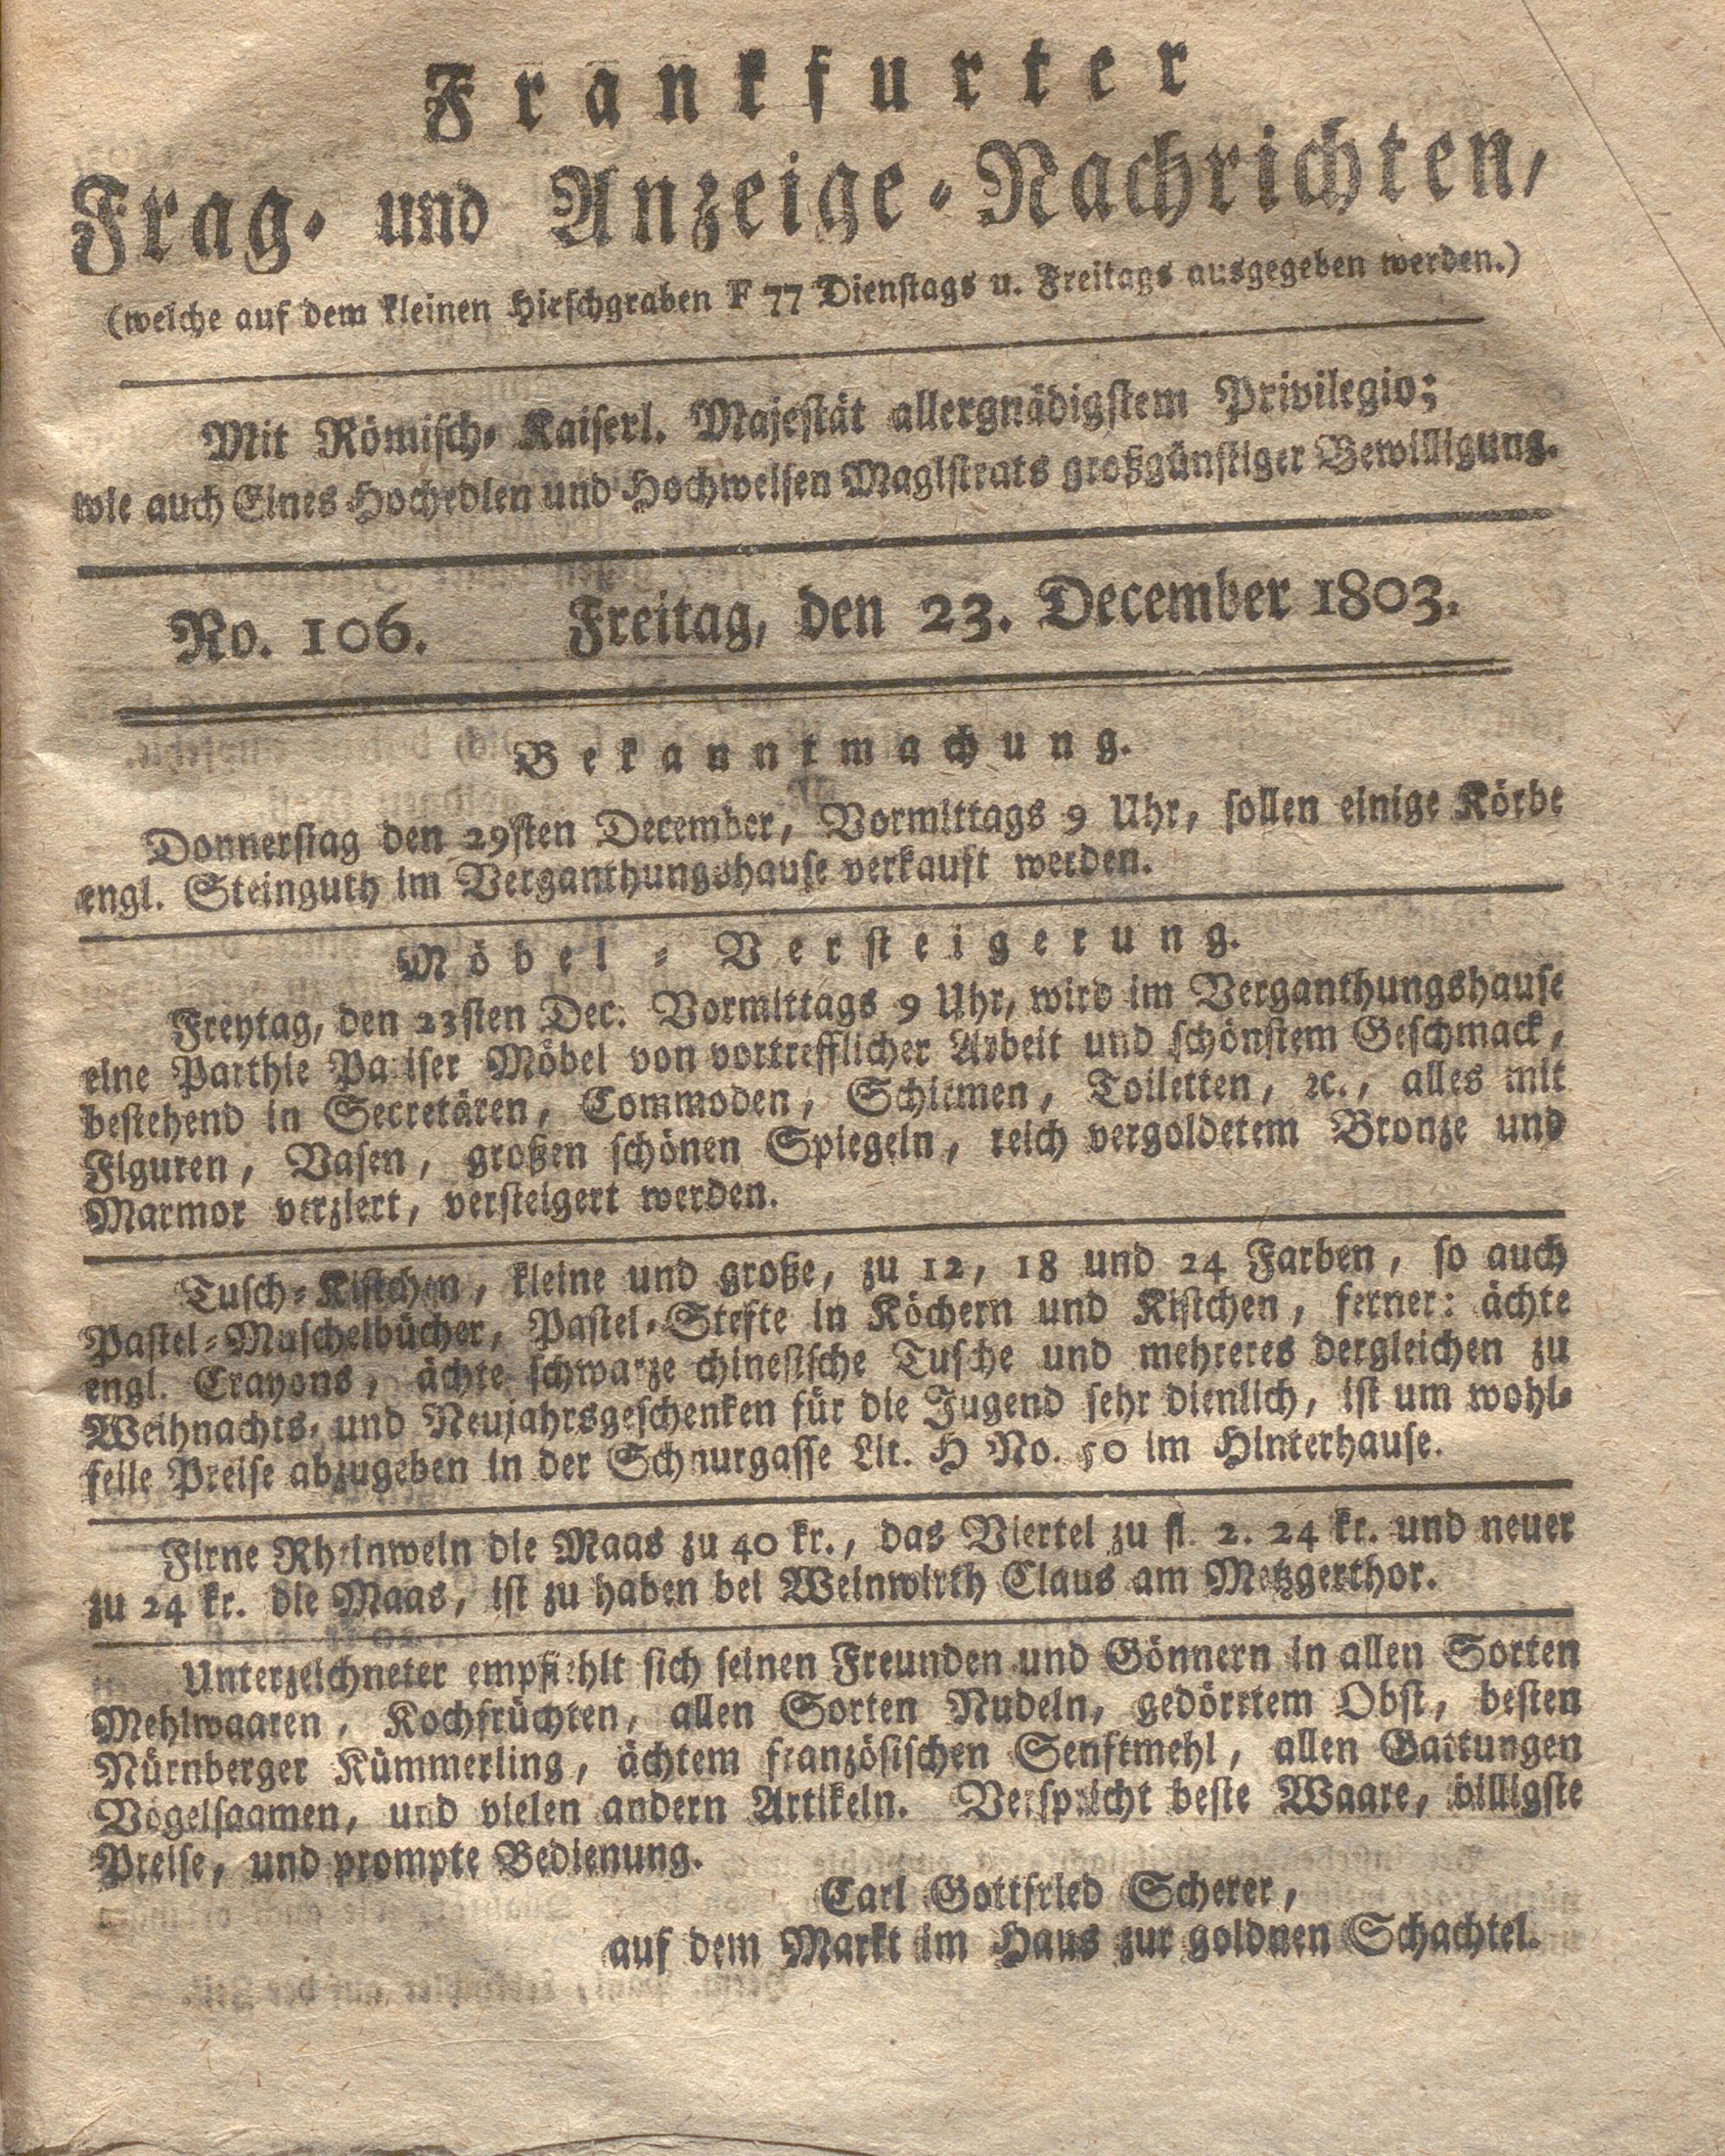 Frankfurter
Frag- und Anzeige-Nachrichten,
(welche auf dem kleinen Hirschgraben F 77 Dienstags u. Freitags ausgegeben werden.)
Mit Römisch- Kaiserl. Majestät allergnädigstem Privilegio;
wie auch Eines Hochedlen und Hochweisen Magistrats großgünstiger Bewilligung.
No. 106. Freitag, den 23. December 1803.
Bekanntmachung.
Donnerstag den 29sten December, Vormittags 9 Uhr, sollen einige Körbe
engl. Steinguth im Verganthungshause verkauft werden.
Möbel-Versteigerung.
Freytag, den 23sten Dec. Vormittags 9 Uhr, wird im Verganthungshause
eine Parthie Pariser Möbel von vortrefflicher Arbeit und schönstem Geschmack,
bestehend in Secretären, Commoden, Schirmen, Toiletten, ꝛc., alles mit
Figuren, Vasen, großen schönen Spiegeln, reich vergoldetem Bronze und
Marmor verziert, versteigert werden.
Tusch-Kistchen, kleine und große, zu 12, 18 und 24 Farben, so auch
Pastel-Muschelbücher, Pastel-Stefte in Köchern und Kistchen, ferner: ächte
engl. Crayons, ächte schwarze chinesische Tusche und mehreres dergleichen zu
Weihnachts- und Neujahrsgeschenken für die Jugend sehr dienlich, ist um wohl-
feile Preise abzugeben in der Schnurgasse Lit. H No. 50 im Hinterhause.
Firne Rheinwein die Maas zu 40 kr., das Viertel zu fl. 2. 24 kr. und neuer
zu 24 kr. die Maas, ist zu haben bei Weinwirth Claus am Metzgerthor.
Unterzeichneter empfiehlt sich seinen Freunden und Gönnern in allen Sorten
Mehlwaaren, Kochfrüchten, allen Sorten Nudeln, gedörrtem Obst, besten
Nürnberger Kümmerling, ächtem französischen Senftmehl, allen Gattungen
Vögelsaamen, und vielen andern Artikeln. Verspricht beste Waare, billigste
Preise, und prompte Bedienung.
Carl Gottfried Scherer,
auf dem Markt im Haus zur goldnen Schachtel.